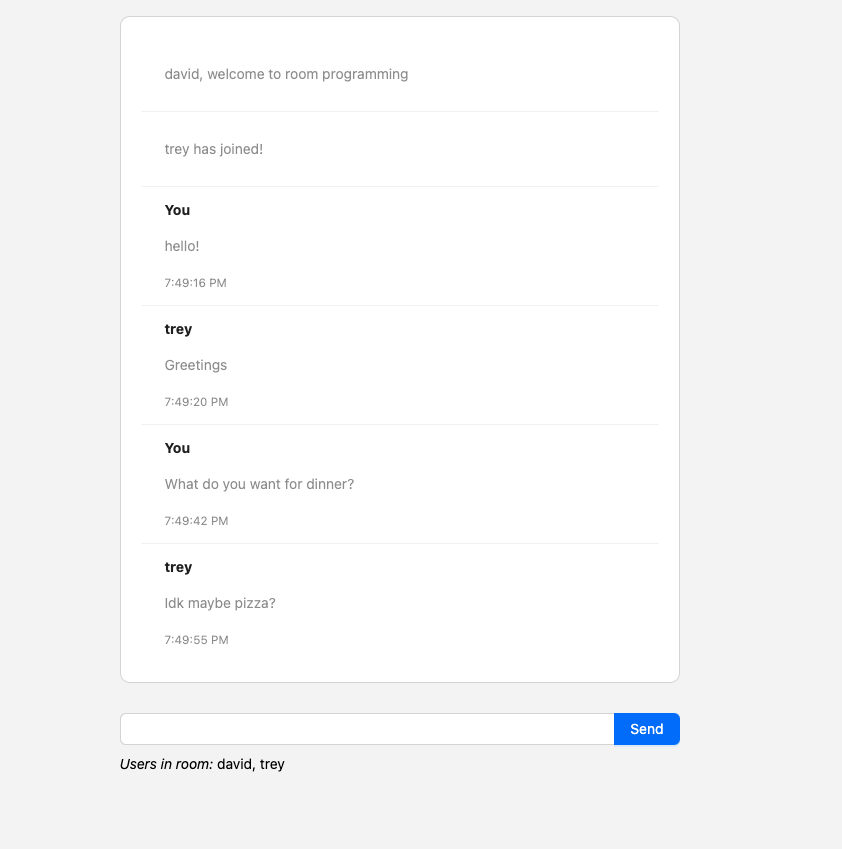 david, welcome to room programming
trey has joined!
You
hello!
7:49:16 PM
trey
Greetings
7:49:20 PM
You
What do you want for dinner?
7:49:42 PM
trey
Idk maybe pizza?
7:49:55 PM
Send
Users in room: david, trey